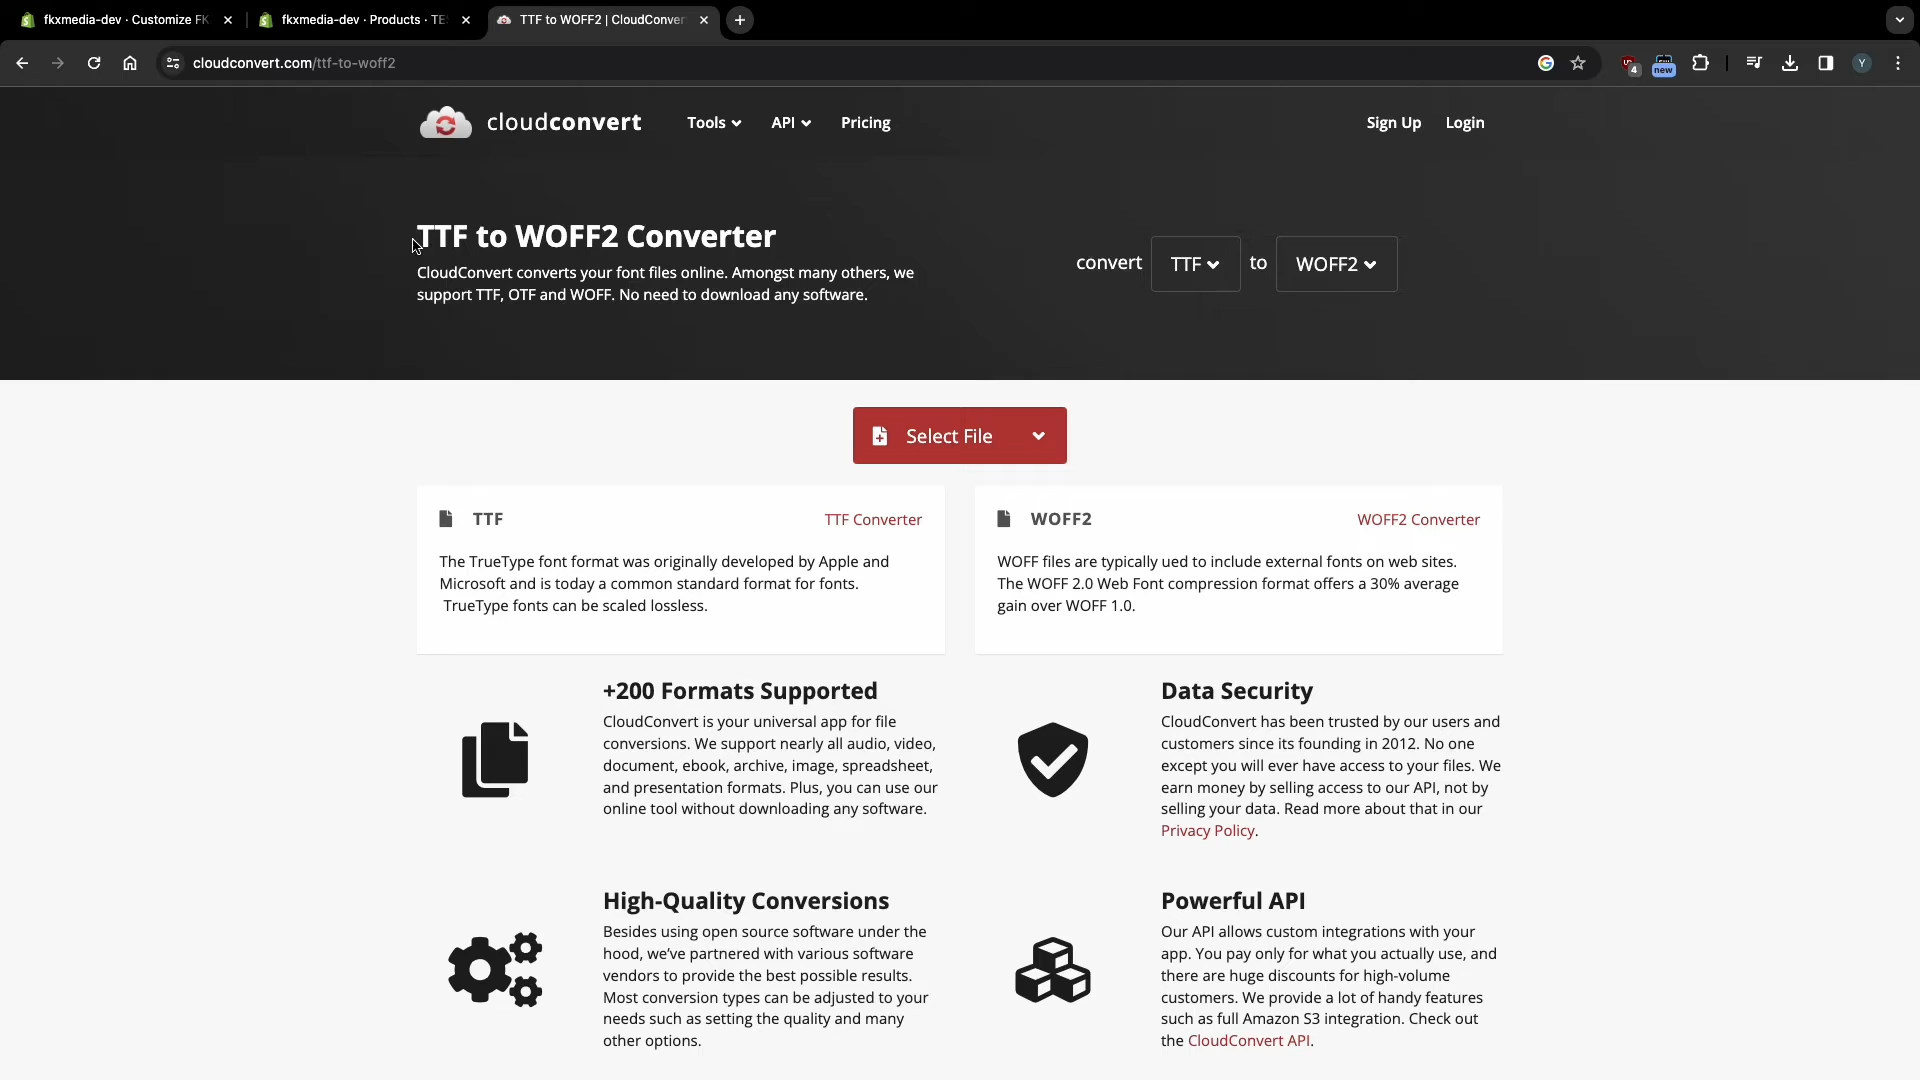 fkxmedia-dev · Customize FK
fkxmedia-dev · Products · TE
TTF to WOFF2 | CloudConver
cloudconvert.com/ttf-to-woff2
4
new
Y
cloudconvert
Tools
API
Pricing
Sign Up
Login
TTF to WOFF2 Converter
CloudConvert converts your font files online. Amongst many others, we
support TTF, OTF and WOFF. No need to download any software.
convert
TTF
to
WOFF2
Select File
TTF
TTF Converter
The TrueType font format was originally developed by Apple and
Microsoft and is today a common standard format for fonts.
TrueType fonts can be scaled lossless.
WOFF2
WOFF2 Converter
WOFF files are typically ued to include external fonts on web sites.
The WOFF 2.0 Web Font compression format offers a 30% average
gain over WOFF 1.0.
+200 Formats Supported
CloudConvert is your universal app for file
conversions. We support nearly all audio, video,
document, ebook, archive, image, spreadsheet,
and presentation formats. Plus, you can use our
online tool without downloading any software.
Data Security
CloudConvert has been trusted by our users and
customers since its founding in 2012. No one
except you will ever have access to your files. We
earn money by selling access to our API, not by
selling your data. Read more about that in our
Privacy Policy.
High-Quality Conversions
Besides using open source software under the
hood, we've partnered with various software
vendors to provide the best possible results.
Most conversion types can be adjusted to your
needs such as setting the quality and many
other options.
Powerful API
Our API allows custom integrations with your
app. You pay only for what you actually use, and
there are huge discounts for high-volume
customers. We provide a lot of handy features
such as full Amazon S3 integration. Check out
the CloudConvert API.